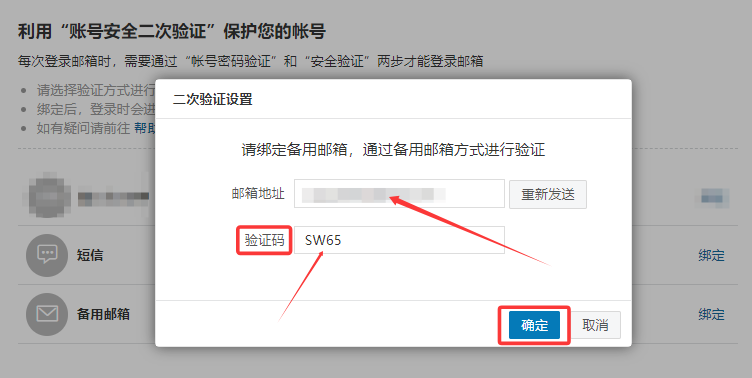 利用“账号安全二次验证”保护您的帐号
每次登录邮箱时，需要通过“帐号密码验证”和“安全验证”两步才能登录邮箱
请选择验证方式进行
绑定后，登录时会进
如有疑问请前往 帮助
二次验证设置
请绑定备用邮箱，通过备用邮箱方式进行验证
邮箱地址
重新发送
验证码
SW65
短信
绑定
备用邮箱
绑定
确定
取消